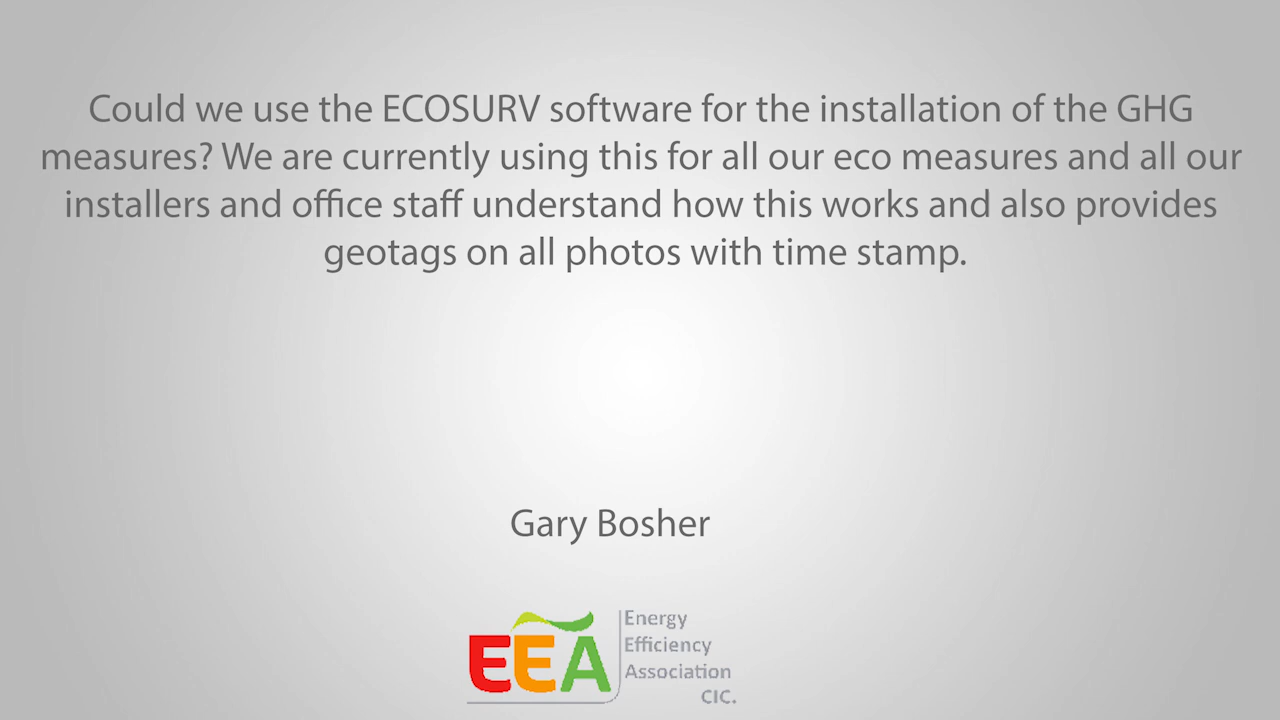 Could we use the ECOSURV software for the installation of the GHG
measures? We are currently using this for all our eco measures and all our
installers and office staff understand how this works and also provides
geotags on all photos with time stamp.
Gary Bosher
EEA
Energy
Efficiency
Association
CIC.